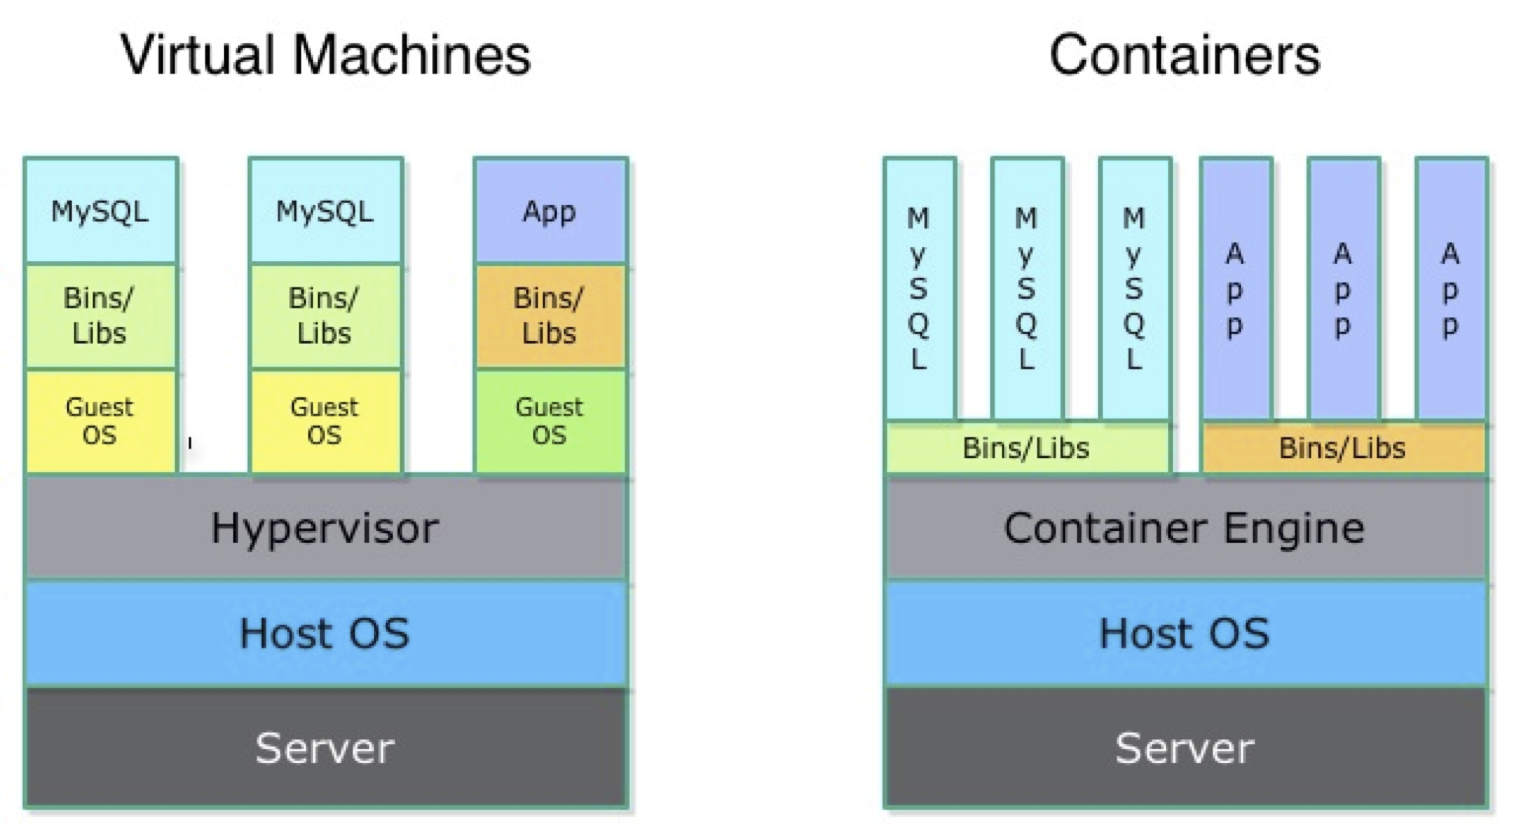 Virtual Machines
MySQL
Bins/
Libs
Guest
OS
MySQL
Bins/
Libs
Guest
OS
App
Bins/
Libs
Guest
OS
Hypervisor
Host OS
Server
Containers
MySQL
MySQL
MySQL
App
App
App
Bins/Libs
Bins/Libs
Container Engine
Host OS
Server